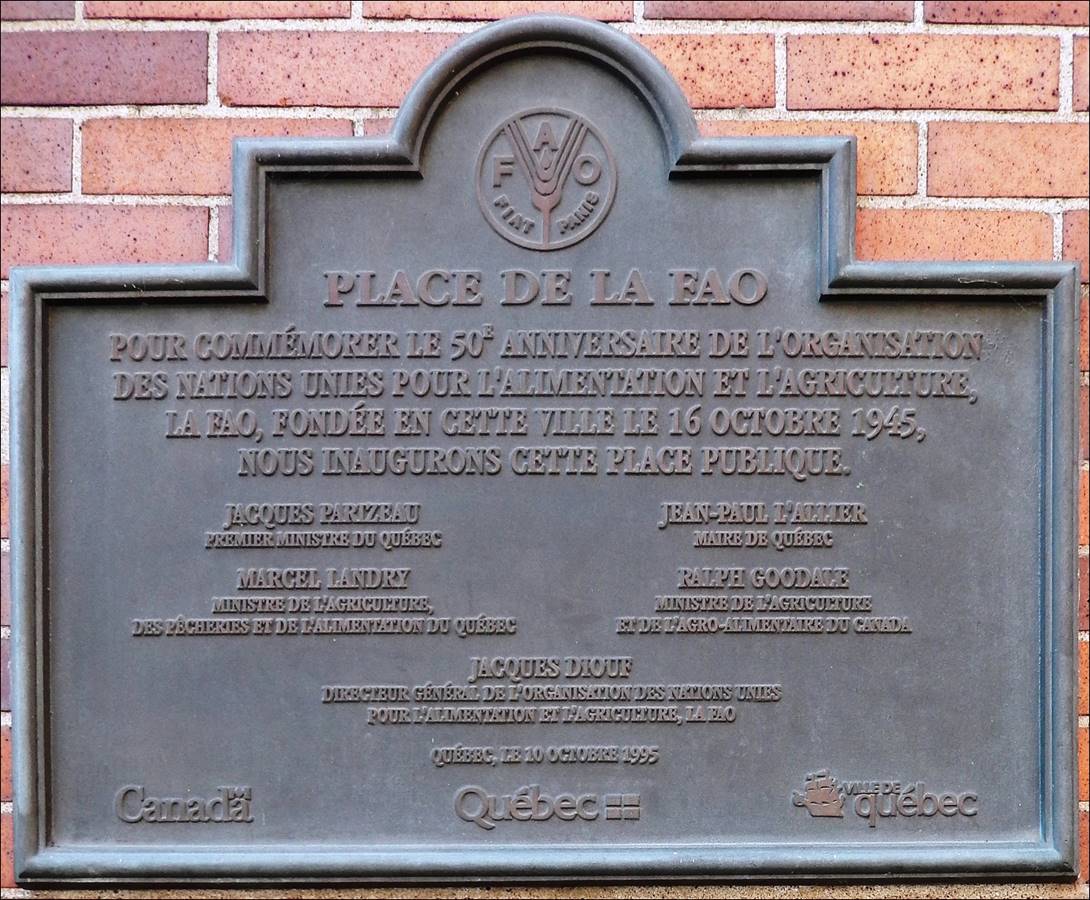 F A O
FIAT PANIS
PLACE DE LA FAO
POUR COMMÉMORER LE 50E ANNIVERSAIRE DE L'ORGANISATION
DES NATIONS UNIES POUR L'ALIMENTATION ET L'AGRICULTURE,
LA FAO, FONDÉE EN CETTE VILLE LE 16 OCTOBRE 1945,
NOUS INAUGURONS CETTE PLACE PUBLIQUE.
JACQUES PARIZEAU
PREMIER MINISTRE DU QUÉBEC
JEAN-PAUL L'ALLIER
MAIRE DE QUÉBEC
MARCEL LANDRY
MINISTRE DE L'AGRICULTURE,
DES PÊCHERIES ET DE L'ALIMENTATION DU QUÉBEC
RALPH GOODALE
MINISTRE DE L'AGRICULTURE
ET DE L'AGRO-ALIMENTAIRE DU CANADA
JACQUES DIOUF
DIRECTEUR GÉNÉRAL DE L'ORGANISATION DES NATIONS UNIES
POUR L'ALIMENTATION ET L'AGRICULTURE, LA FAO
QUÉBEC, LE 10 OCTOBRE 1995
Canada
Québec
VILLE DE
québec